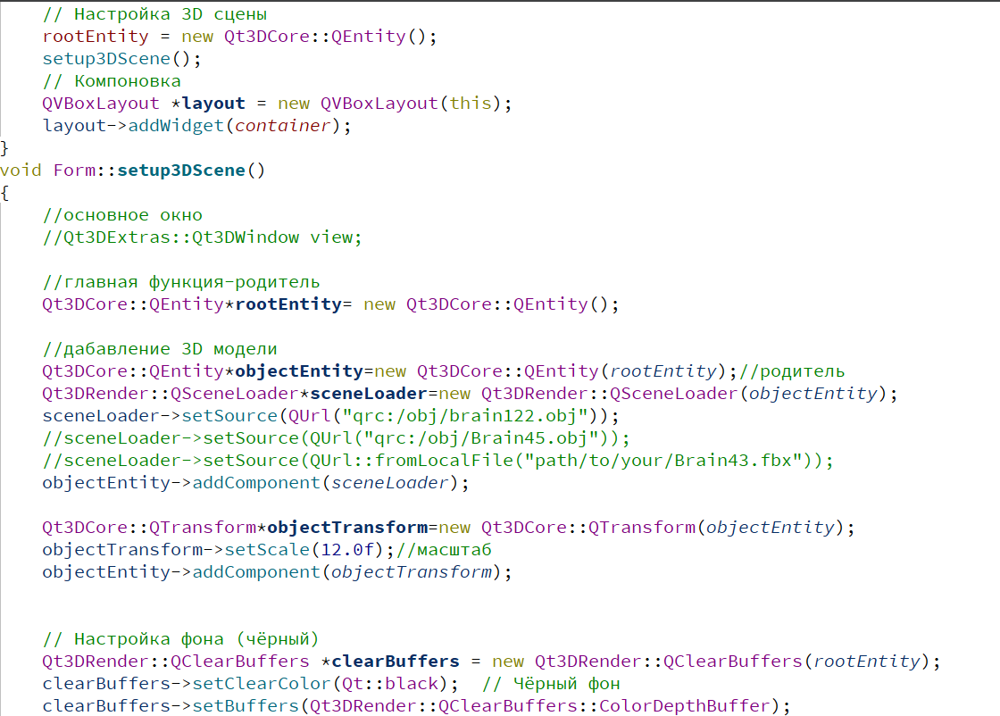 // Настройка 3D сцены
rootEntity = new Qt3DCore::QEntity();
setup3DScene();
// Компоновка
QVBoxLayout *layout = new QVBoxLayout(this);
layout->addWidget(container);
}
void Form::setup3DScene()
{
//основное окно
//Qt3DExtras::Qt3DWindow view;
//главная функция-родитель
Qt3DCore::QEntity*rootEntity= new Qt3DCore::QEntity();
//дабавление 3D модели
Qt3DCore::QEntity*objectEntity=new Qt3DCore::QEntity(rootEntity);//родитель
Qt3DRender::QSceneLoader*sceneLoader=new Qt3DRender::QSceneLoader(objectEntity);
sceneLoader->setSource(QUrl("qrc:/obj/brain122.obj"));
//sceneLoader->setSource(QUrl("qrc:/obj/Brain45.obj"));
//sceneLoader->setSource(QUrl::fromLocalFile("path/to/your/Brain43.fbx"));
objectEntity->addComponent(sceneLoader);
Qt3DCore::QTransform*objectTransform=new Qt3DCore::QTransform(objectEntity);
objectTransform->setScale(12.0f);//масштаб
objectEntity->addComponent(objectTransform);
// Настройка фона (чёрный)
Qt3DRender::QClearBuffers *clearBuffers = new Qt3DRender::QClearBuffers(rootEntity);
clearBuffers->setClearColor(Qt::black);  // Чёрный фон
clearBuffers->setBuffers(Qt3DRender::QClearBuffers::ColorDepthBuffer);